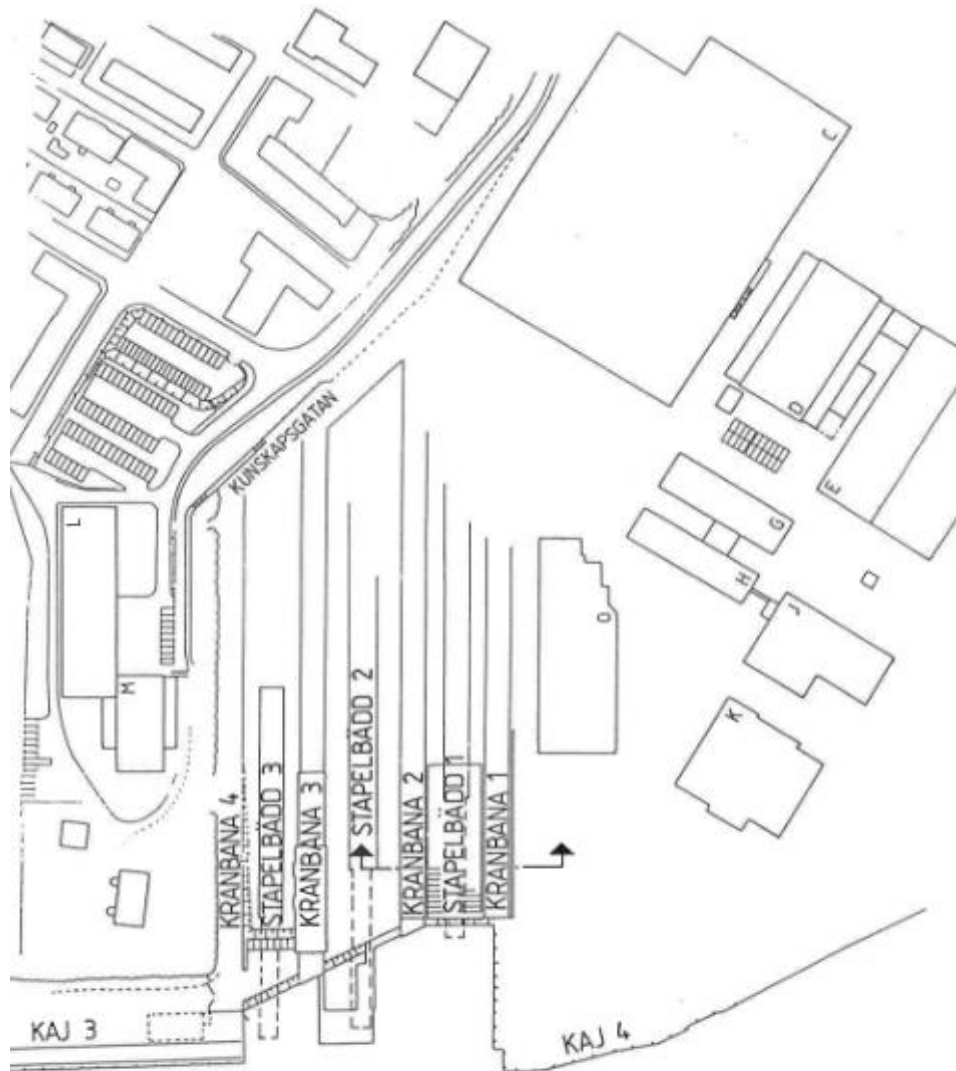 C
D
KUNSKAPSGATAN
E
L
G
H
J
O
M
K
KRANBANA 4
STAPELBÄDD 3
KRANBANA 3
STAPELBÄDD 2
KRANBANA 2
STAPELBÄDD 1
KRANBANA 1
KAJ 3
KAJ 4